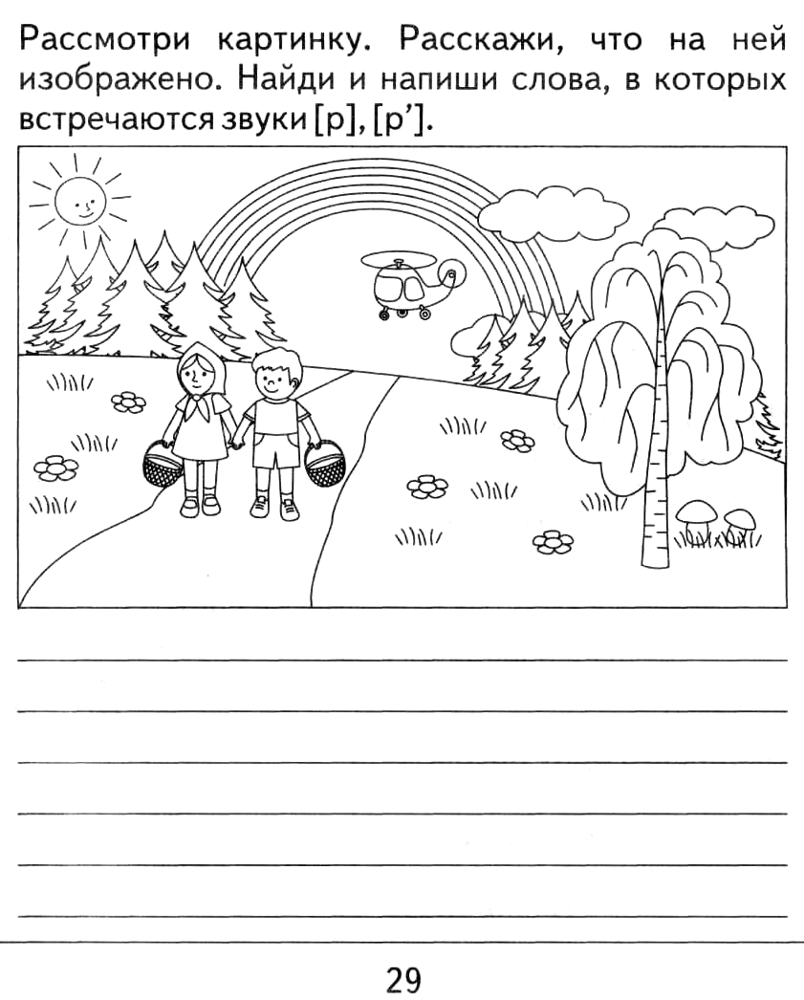 Рассмотри картинку. Расскажи, что на ней
изображено. Найди и напиши слова, в которых
встречаются звуки [р], [р’].
29